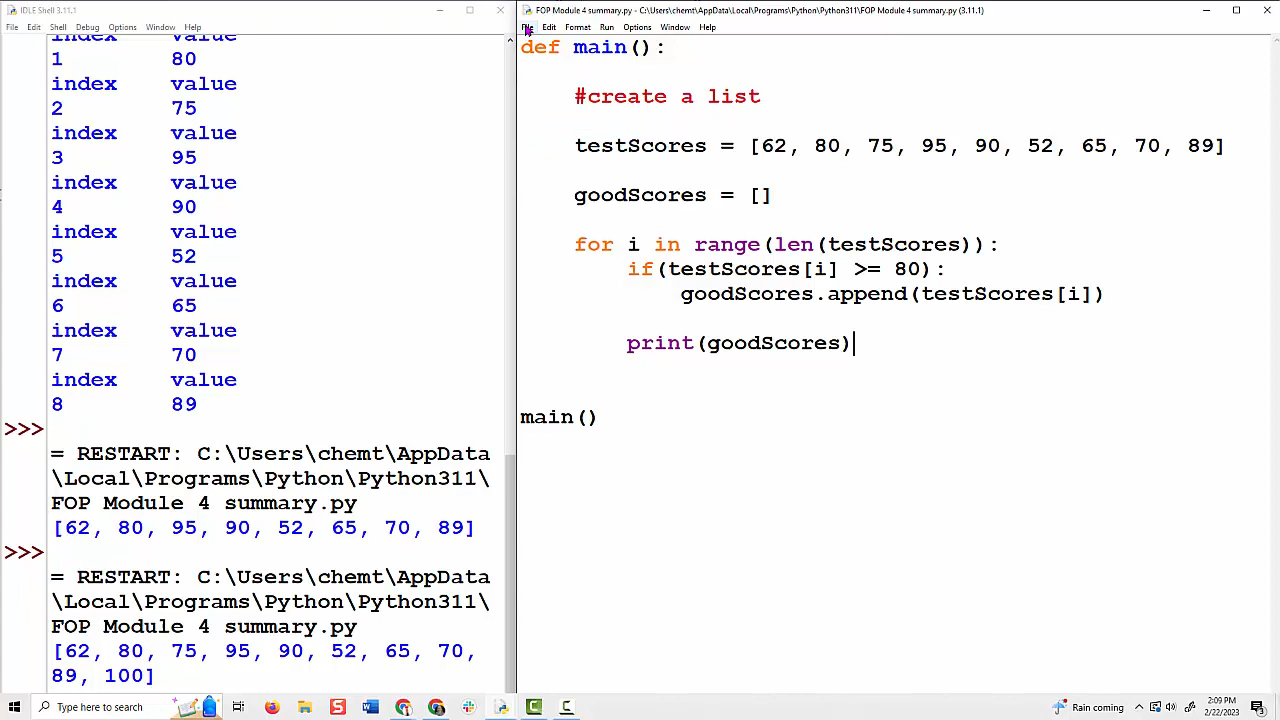 IDLE Shell 3.11.1
File Edit Shell Debug Options Window Help
index value
1 80
index value
2 75
index value
3 95
index value
4 90
index value
5 52
index value
6 65
index value
7 70
index value
8 89
>>>
= RESTART: C:\Users\chemt\AppData
\Local\Programs\Python\Python311\
FOP Module 4 summary.py
[62, 80, 95, 90, 52, 65, 70, 89]
>>>
= RESTART: C:\Users\chemt\AppData
\Local\Programs\Python\Python311\
FOP Module 4 summary.py
[62, 80, 75, 95, 90, 52, 65, 70,
89, 100]
FOP Module 4 summary.py - C:\Users\chemt\AppData\Local\Programs\Python\Python311\FOP Module 4 summary.py (3.11.1)
File Edit Format Run Options Window Help
def main():
#create a list
testScores = [62, 80, 75, 95, 90, 52, 65, 70, 89]
goodScores = []
for i in range(len(testScores)):
if(testScores[i] >= 80):
goodScores.append(testScores[i])
print(goodScores)
main()
Type here to search
Rain coming
2:09 PM
2/22/2023